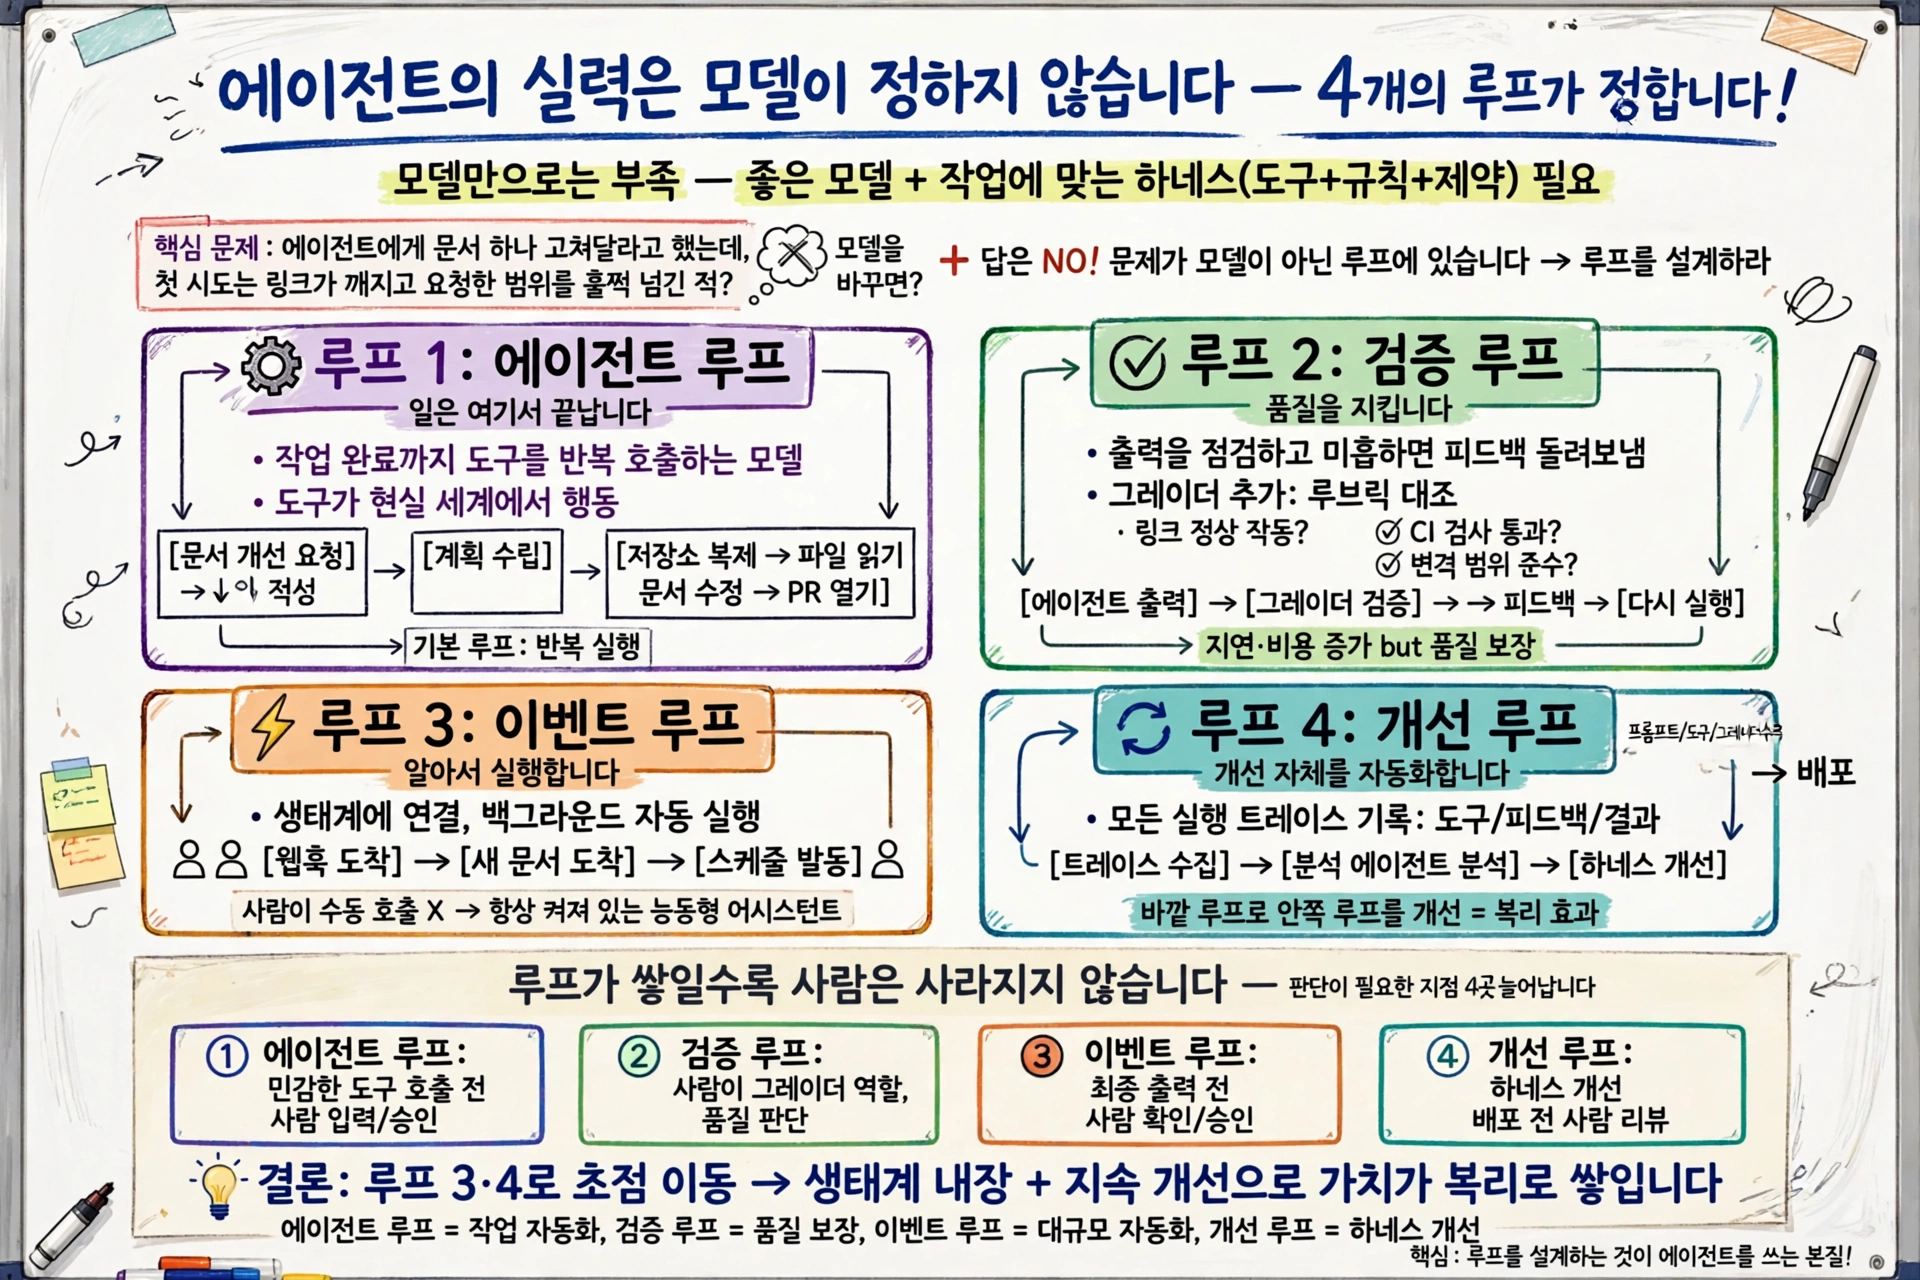 에이전트의 실력은 모델이 정하지 않습니다 — 4개의 루프가 정합니다!
모델만으로는 부족 — 좋은 모델 + 작업에 맞는 하네스(도구+규칙+제약) 필요
핵심 문제 : 에이전트에게 문서 하나 고쳐달라고 했는데,
첫 시도는 링크가 깨지고 요청한 범위를 훌쩍 넘긴 적?
모델을
바꾸면?
+ 답은 NO! 문제가 모델이 아닌 루프에 있습니다 → 루프를 설계하라
루프 1: 에이전트 루프
일은 여기서 끝납니다
• 작업 완료까지 도구를 반복 호출하는 모델
• 도구가 현실 세계에서 행동
[문서 개선 요청]
→ ↓ 적성
→
[계획 수립]
→
[저장소 복제 → 파일 읽기
문서 수정 → PR 열기]
기본 루프 : 반복 실행
루프 2: 검증 루프
품질을 지킵니다
• 출력을 점검하고 미흡하면 피드백 돌려보냄
• 그레이더 추가: 루브릭 대조
· 링크 정상 작동?
CI 검사 통과?
변격 범위 준수?
[에이전트 출력] → [그레이더 검증] → → 피드백 → [다시 실행]
지연·비용 증가 but 품질 보장
루프 3: 이벤트 루프
알아서 실행합니다
• 생태계에 연결, 백그라운드 자동 실행
[웹훅 도착] → [새 문서 도착] → [스케줄 발동]
사람이 수동 호출 X → 항상 켜져 있는 능동형 어시스턴트
루프 4: 개선 루프
개선 자체를 자동화합니다
프롬프트/도구/
→ 배포
• 모든 실행 트레이스 기록: 도구/피드백/결과
[트레이스 수집] → [분석 에이전트 분석] → [하네스 개선]
바깥 루프로 안쪽 루프를 개선 = 복리 효과
루프가 쌓일수록 사람은 사라지지 않습니다 — 판단이 필요한 지점 4곳 늘어납니다
① 에이전트 루프:
민감한 도구 호출 전
사람 입력/승인
② 검증 루프:
사람이 그레이더 역할,
품질 판단
③ 이벤트 루프:
최종 출력 전
사람 확인/승인
④ 개선 루프:
하네스 개선
배포 전 사람 리뷰
결론: 루프 3·4로 초점 이동 → 생태계 내장 + 지속 개선으로 가치가 복리로 쌓입니다
에이전트 루프 = 작업 자동화, 검증 루프 = 품질 보장, 이벤트 루프 = 대규모 자동화, 개선 루프 = 하네스 개선
핵심 : 루프를 설계하는 것이 에이전트를 쓰는 본질!